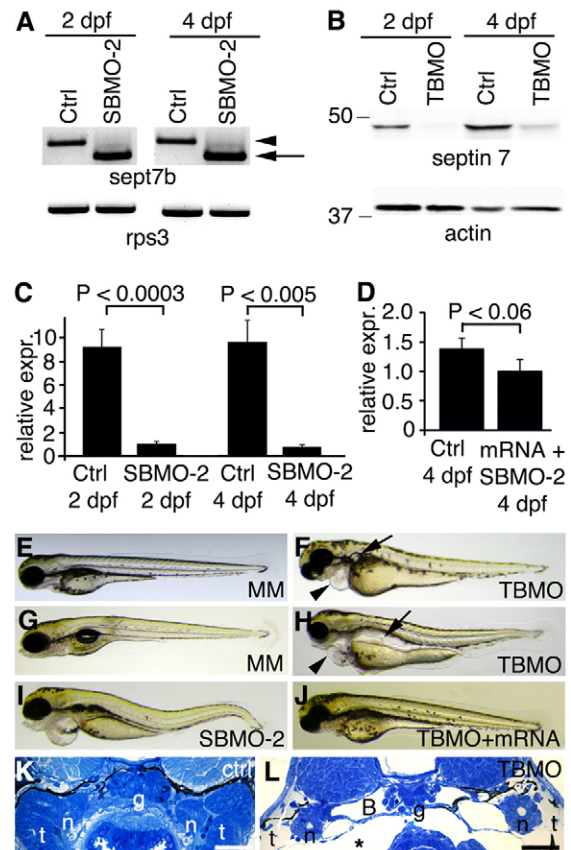 A
2 dpf
4 dpf
Ctrl
SBMO-2
Ctrl
SBMO-2
sept7b
rps3
B
2 dpf
4 dpf
Ctrl
TBMO
Ctrl
TBMO
50
septin 7
37
actin
C
P < 0.0003
P < 0.005
relative expr.
10
8
6
4
2
0
Ctrl
2 dpf
SBMO-2
2 dpf
Ctrl
4 dpf
SBMO-2
4 dpf
D
P < 0.06
relative expr.
2.0
1.5
1.0
0.5
0
Ctrl
4 dpf
mRNA +
SBMO-2
4 dpf
E
MM
F
TBMO
G
MM
H
TBMO
I
SBMO-2
J
TBMO+mRNA
K
ctrl
g
n
n
t
t
L
TBMO
B
g
n
n
t
t
*